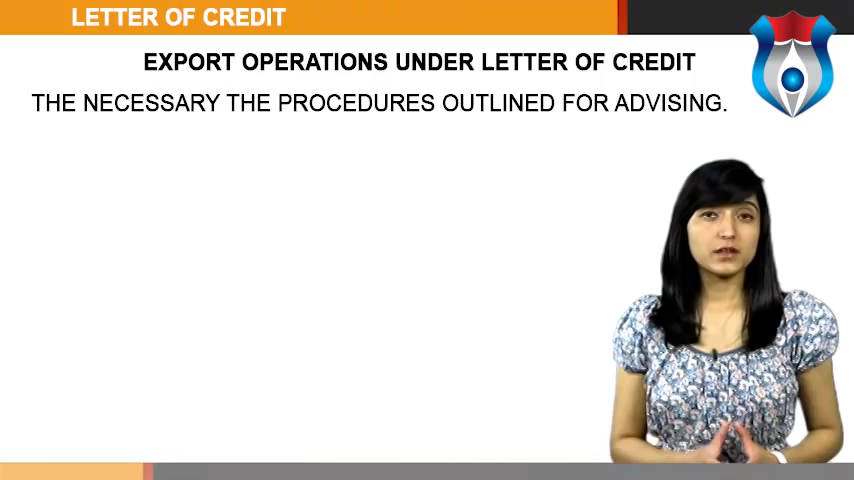 LETTER OF CREDIT
EXPORT OPERATIONS UNDER LETTER OF CREDIT
THE NECESSARY THE PROCEDURES OUTLINED FOR ADVISING.